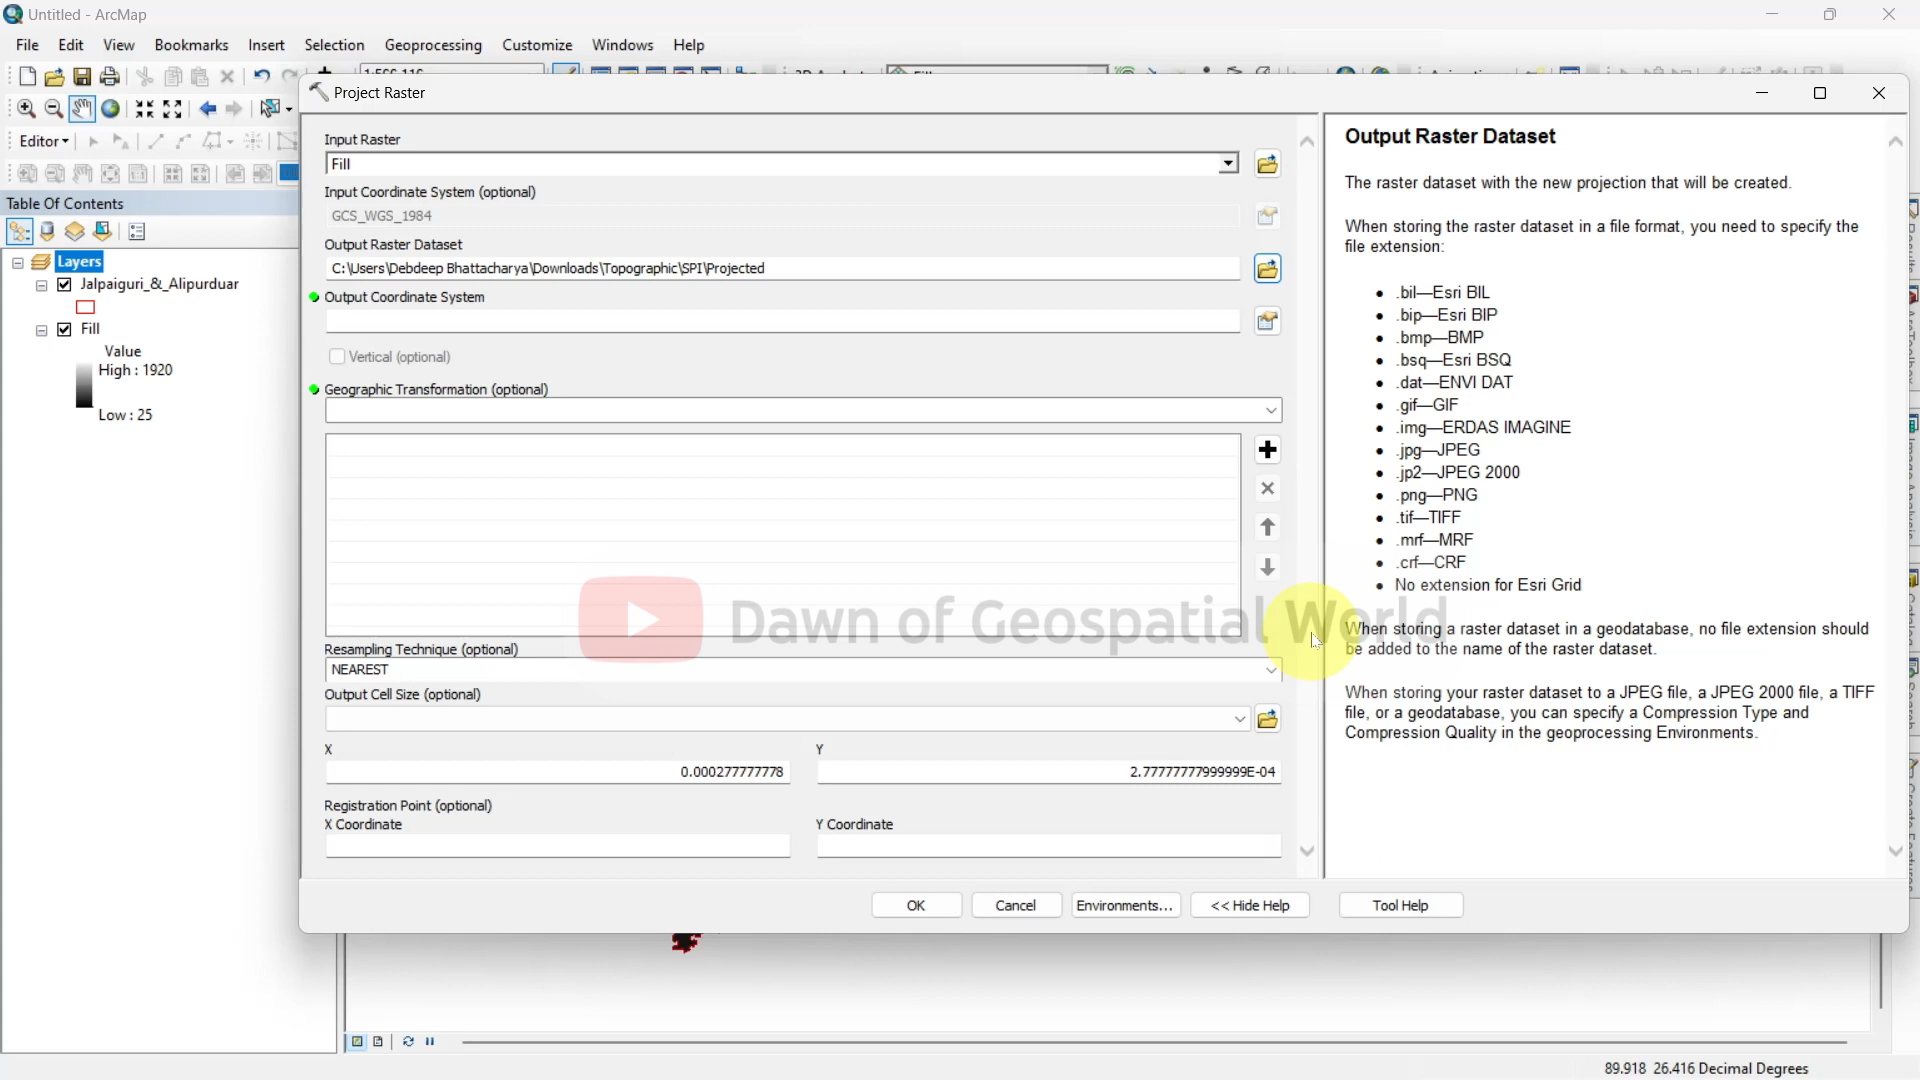 Untitled - ArcMap
File Edit View Bookmarks Insert Selection Geoprocessing Customize Windows Help
Project Raster
Editor
Table Of Contents
Layers
Jalpaiguri_&_Alipurduar
Fill
Value
High : 1920
Low : 25
Input Raster
Fill
Input Coordinate System (optional)
GCS_WGS_1984
Output Raster Dataset
C:\Users\Debdeep Bhattacharya\Downloads\Topographic\SPI\Projected
Output Coordinate System
Vertical (optional)
Geographic Transformation (optional)
Resampling Technique (optional)
NEAREST
Output Cell Size (optional)
X Y
0.000277777778 2.77777777999999E-04
Registration Point (optional)
X Coordinate Y Coordinate
OK Cancel Environments... << Hide Help Tool Help
Output Raster Dataset
The raster dataset with the new projection that will be created.
When storing the raster dataset in a file format, you need to specify the
file extension:
• .bil—Esri BIL
• .bip—Esri BIP
• .bmp—BMP
• .bsq—Esri BSQ
• .dat—ENVI DAT
• .gif—GIF
• .img—ERDAS IMAGINE
• .jpg—JPEG
• .jp2—JPEG 2000
• .png—PNG
• .tif—TIFF
• .mrf—MRF
• .crf—CRF
• No extension for Esri Grid
When storing a raster dataset in a geodatabase, no file extension should
be added to the name of the raster dataset.
When storing your raster dataset to a JPEG file, a JPEG 2000 file, a TIFF
file, or a geodatabase, you can specify a Compression Type and
Compression Quality in the geoprocessing Environments.
Dawn of Geospatial World
89.918 26.416 Decimal Degrees